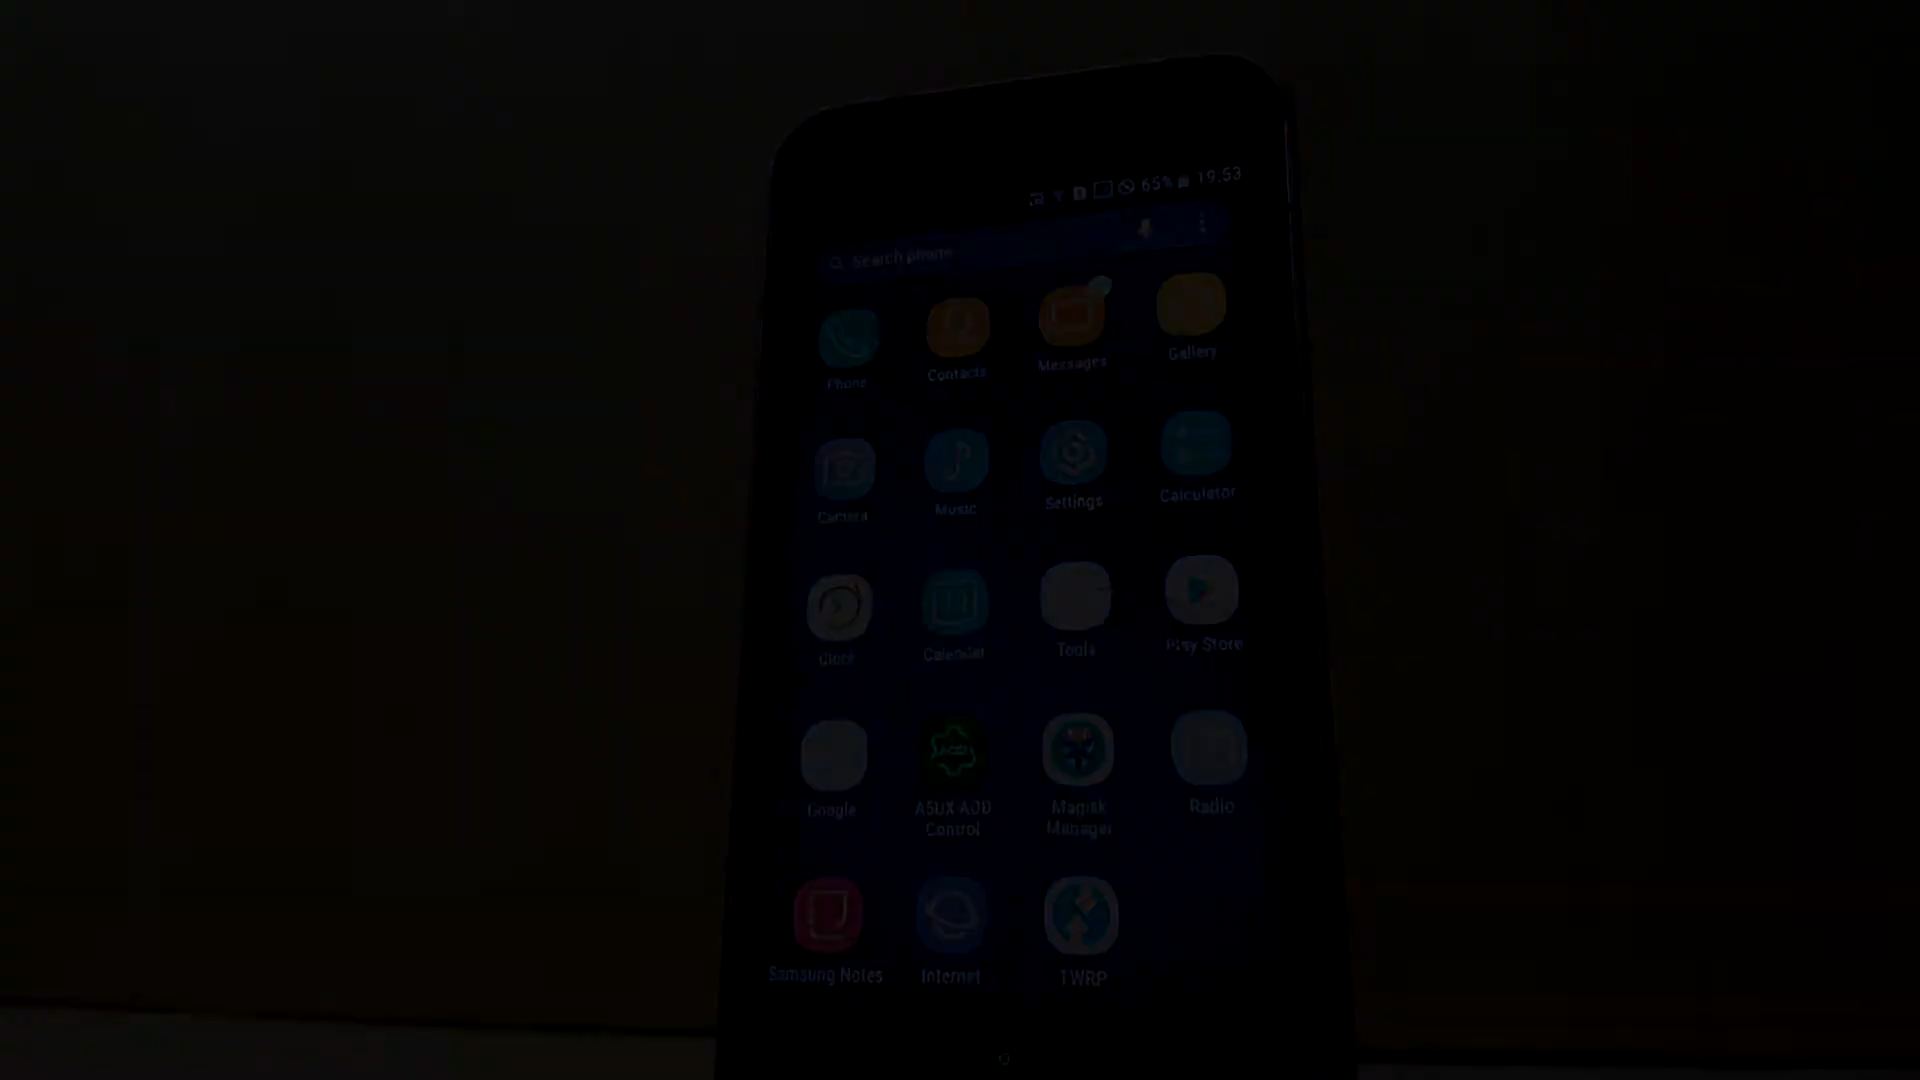 65% 19.53
Search phone
Phone Contacts Messages Gallery
Camera Music Settings Calculator
Clock Calendar Tools Play Store
Google A5UX AOD Magisk Radio
Control Manager
Samsung Notes Internet TWRP